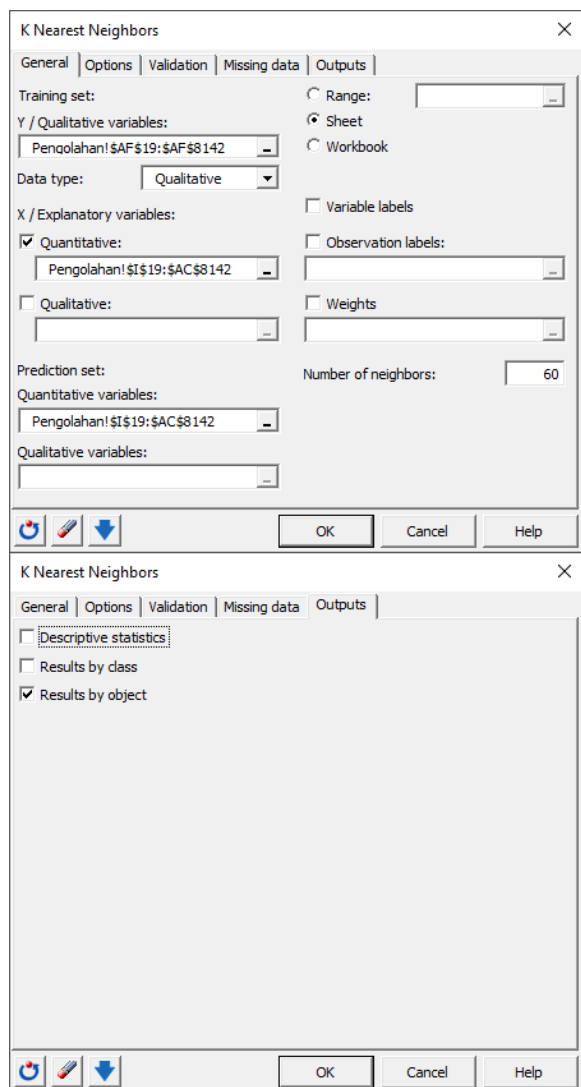 K Nearest Neighbors
General Options Validation Missing data Outputs
Training set:
Y / Qualitative variables:
Pengolahan!$AF$19:$AF$8142
Data type: Qualitative
X / Explanatory variables:
Quantitative:
Pengolahan!$I$19:$AC$8142
Qualitative:
Prediction set:
Quantitative variables:
Pengolahan!$I$19:$AC$8142
Qualitative variables:
Range:
Sheet
Workbook
Variable labels
Observation labels:
Weights
Number of neighbors: 60
OK Cancel Help
K Nearest Neighbors
General Options Validation Missing data Outputs
Descriptive statistics
Results by class
Results by object
OK Cancel Help